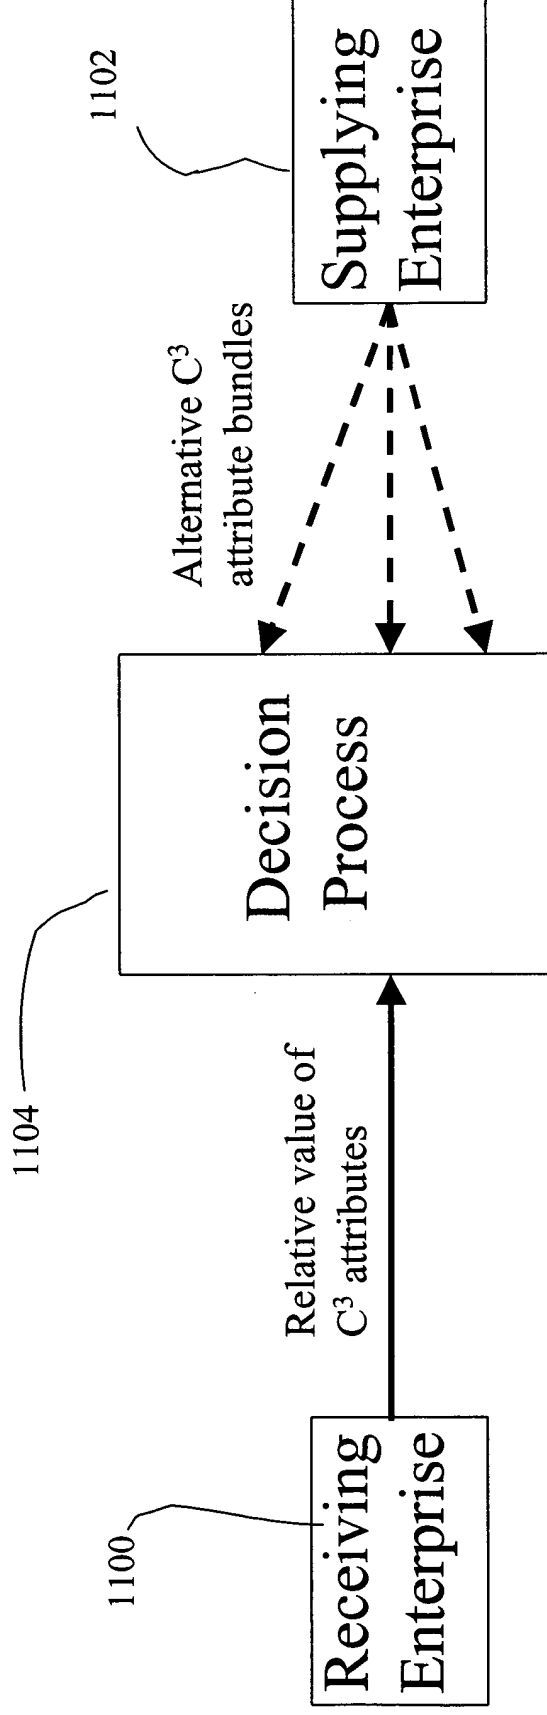 1100
Receiving
Enterprise
Relative value of
C³ attributes
1104
Decision
Process
Alternative C³
attribute bundles
1102
Supplying
Enterprise